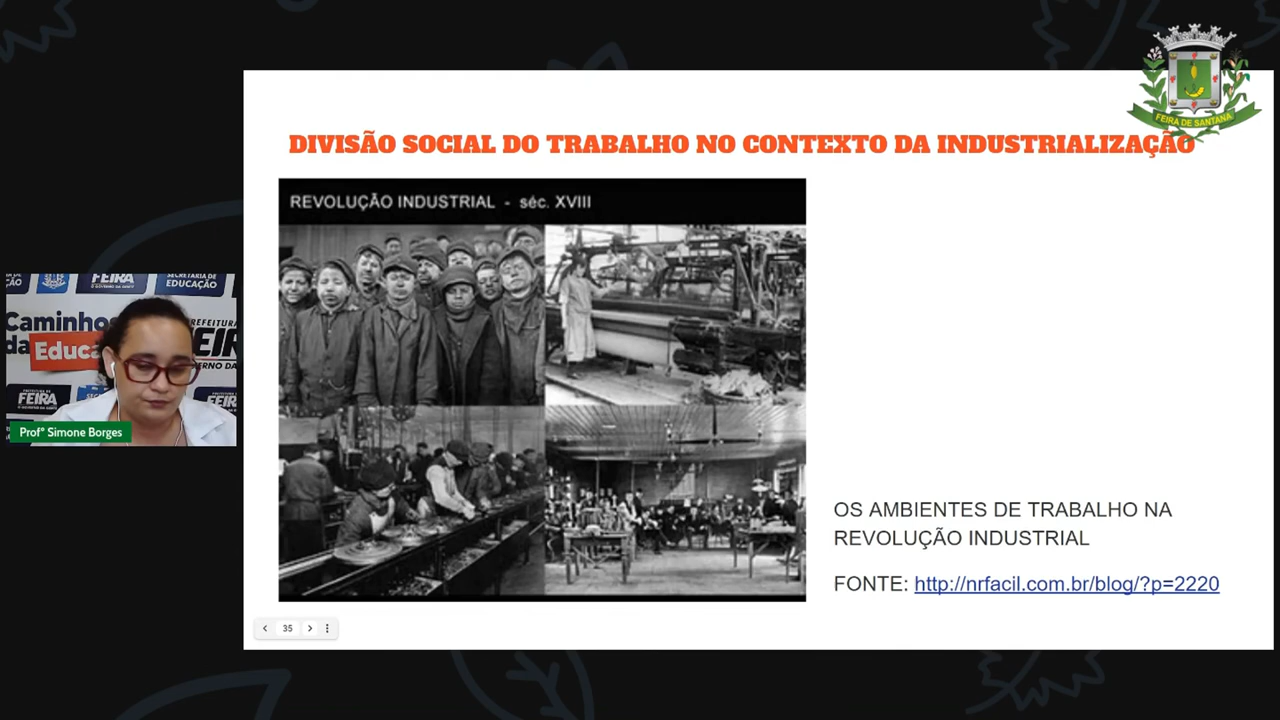 FEIRA DE SANTANA
DIVISÃO SOCIAL DO TRABALHO NO CONTEXTO DA INDUSTRIALIZAÇÃO
REVOLUÇÃO INDUSTRIAL - séc. XVIII
FEIRA
SECRETARIA DE
EDUCAÇÃO
Caminhos
da
Educa
PREFEITURA
FEIRA
Profª Simone Borges
OS AMBIENTES DE TRABALHO NA
REVOLUÇÃO INDUSTRIAL
FONTE: http://nrfacil.com.br/blog/?p=2220
35